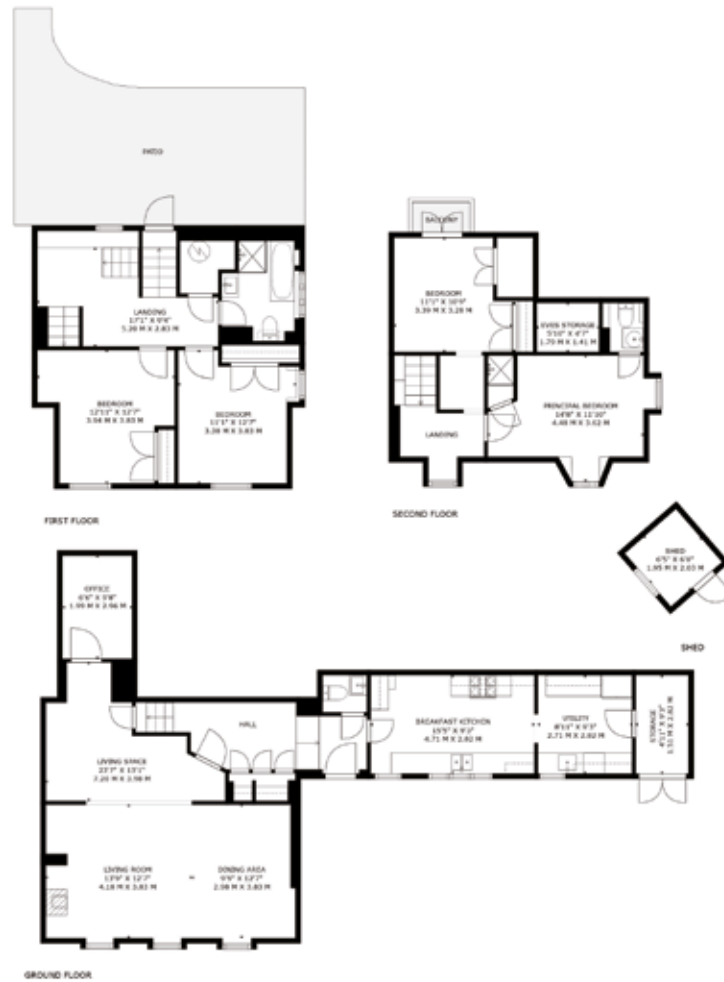 PATIO
LANDING
17'1" X 9'4"
5.20 M X 2.83 M
BEDROOM
12'11" X 12'7"
3.94 M X 3.83 M
BEDROOM
11'1" X 12'7"
3.38 M X 3.83 M
FIRST FLOOR
BALCONY
BEDROOM
11'1" X 10'9"
3.39 M X 3.28 M
EVES STORAGE
5'10" X 4'7"
1.79 M X 1.41 M
PRINCIPAL BEDROOM
14'8" X 11'10"
4.48 M X 3.62 M
LANDING
SECOND FLOOR
SHED
6'5" X 6'8"
1.95 M X 2.03 M
SHED
OFFICE
6'6" X 9'8"
1.99 M X 2.96 M
HALL
LIVING SPACE
23'7" X 13'1"
7.20 M X 3.98 M
BREAKFAST KITCHEN
15'5" X 9'3"
4.71 M X 2.82 M
UTILITY
8'11" X 9'3"
2.71 M X 2.82 M
STORAGE
4'11" X 9'3"
1.51 M X 2.82 M
LIVING ROOM
13'9" X 12'7"
4.18 M X 3.83 M
DINING AREA
9'9" X 12'7"
2.98 M X 3.83 M
GROUND FLOOR